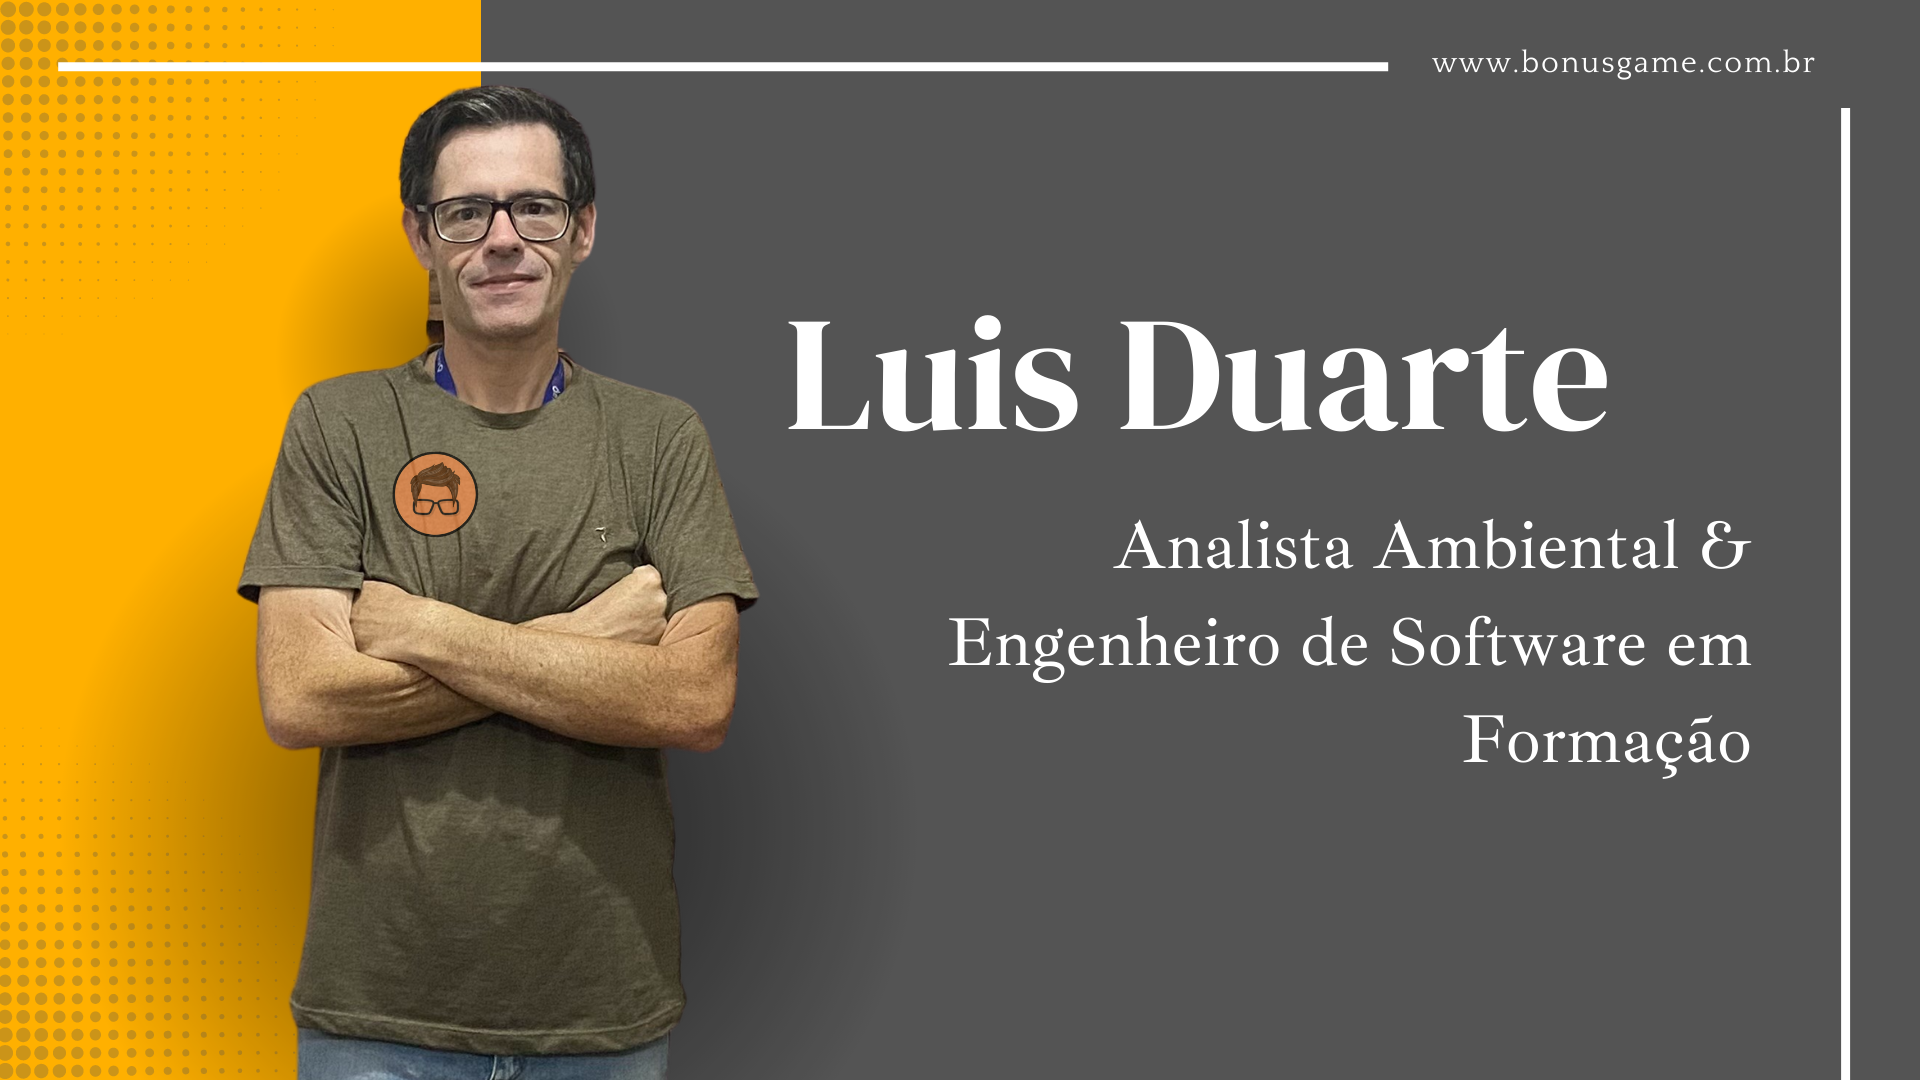 www.bonusgame.com.br
Luis Duarte
Analista Ambiental &
Engenheiro de Software em
Formação